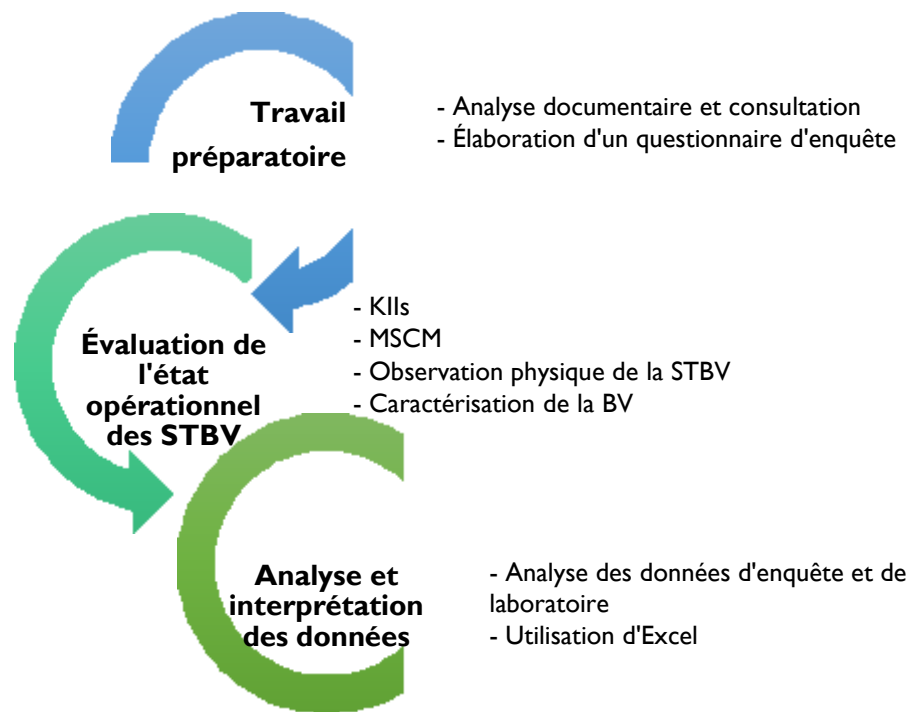 Travail
préparatoire
- Analyse documentaire et consultation
- Élaboration d'un questionnaire d'enquête
Évaluation de
l'état
opérationnel
des STBV
- KIIs
- MSCM
- Observation physique de la STBV
- Caractérisation de la BV
Analyse et
interprétation
des données
- Analyse des données d'enquête et de
laboratoire
- Utilisation d'Excel